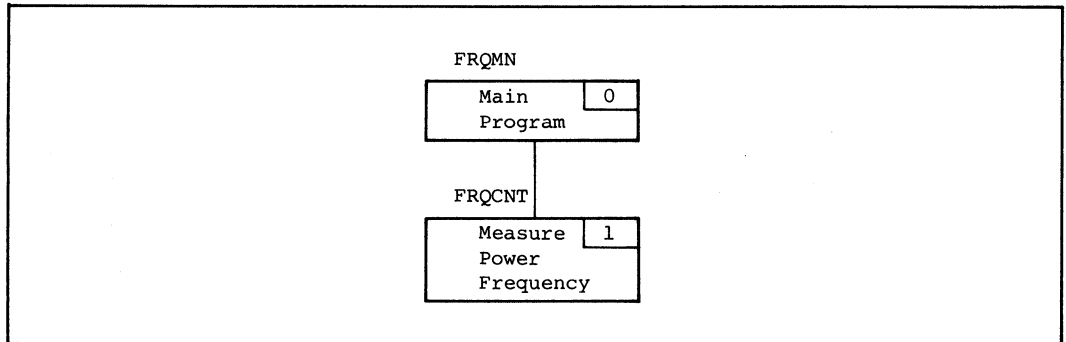 FRQMN
Main 0
Program
FRQCNT
Measure 1
Power
Frequency